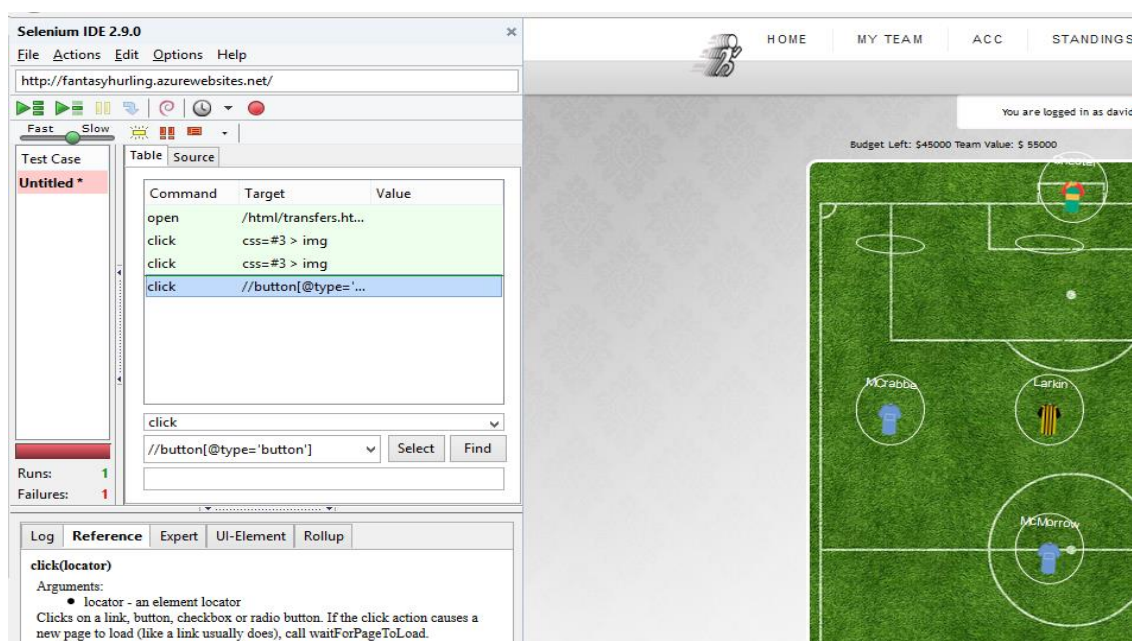 Selenium IDE 2.9.0
File Actions Edit Options Help
http://fantasyhurling.azurewebsites.net/
Fast Slow
Test Case
Untitled *
Table Source
Command Target Value
open /html/transfers.ht...
click css=#3 > img
click css=#3 > img
click //button[@type='...
click
//button[@type='button'] Select Find
Runs: 1
Failures: 1
Log Reference Expert UI-Element Rollup
click(locator)
Arguments:
locator - an element locator
Clicks on a link, button, checkbox or radio button. If the click action causes a
new page to load (like a link usually does), call waitForPageToLoad.
HOME MY TEAM ACC STANDINGS
You are logged in as david
Budget Left: $45000 Team Value: $ 55000
MCrabbe
Larkin
McMorrow